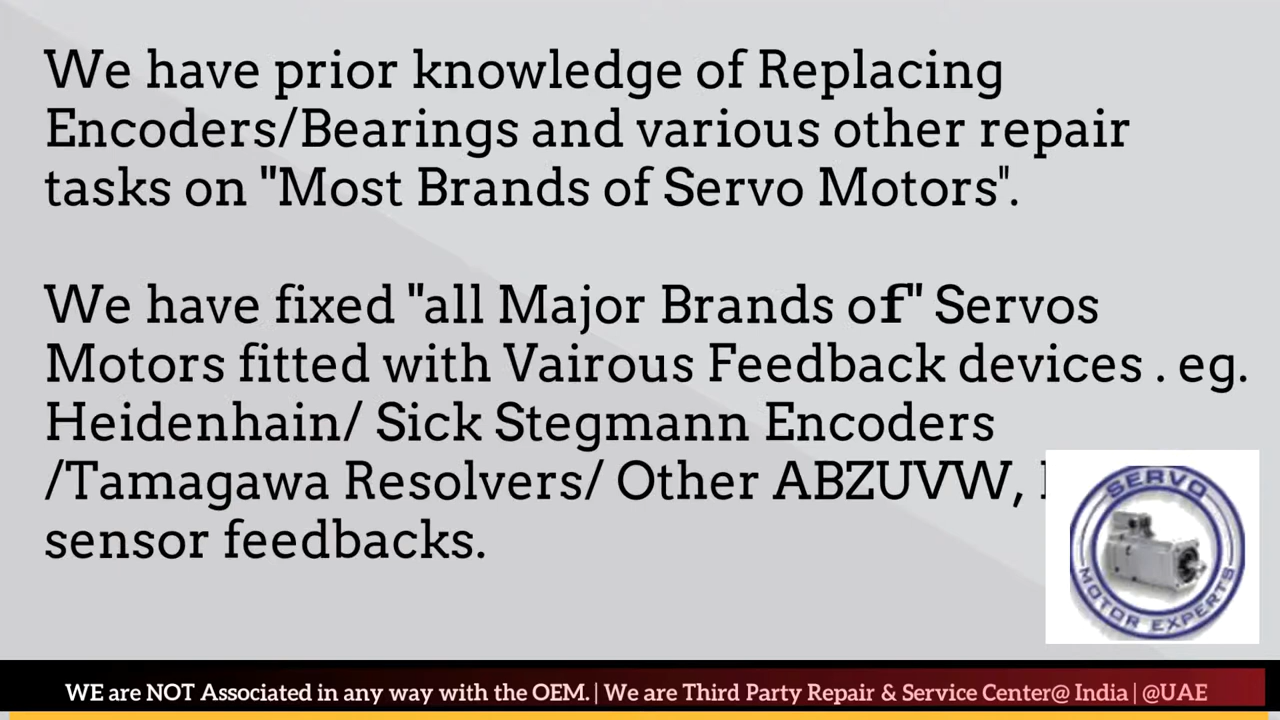 We have prior knowledge of Replacing
Encoders/Bearings and various other repair
tasks on "Most Brands of Servo Motors".
We have fixed "all Major Brands of" Servos
Motors fitted with Vairous Feedback devices . eg.
Heidenhain/ Sick Stegmann Encoders
/Tamagawa Resolvers/ Other ABZUVW,
sensor feedbacks.
SERVO
MOTOR EXPERTS
WE are NOT Associated in any way with the OEM. | We are Third Party Repair & Service Center@ India | @UAE